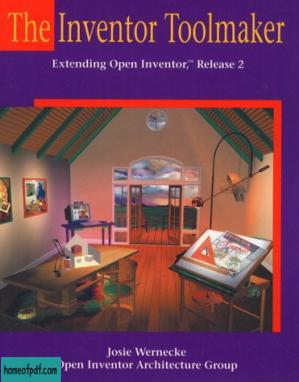 The Inventor Toolmaker
Extending Open Inventor,™ Release 2
Josie Wernecke
Open Inventor Architecture Group
homeofpdf.com